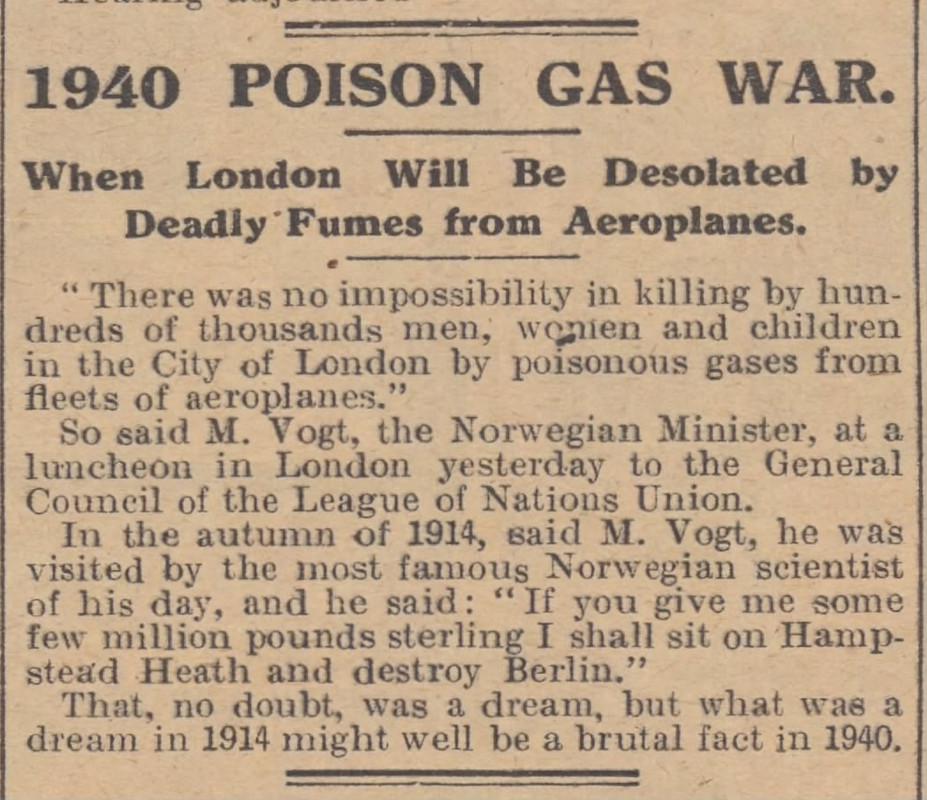 1940 POISON GAS WAR.
When London Will Be Desolated by
Deadly Fumes from Aeroplanes.
“There was no impossibility in killing by hun-
dreds of thousands men, women and children
in the City of London by poisonous gases from
fleets of aeroplanes.”
So said M. Vogt, the Norwegian Minister, at a
luncheon in London yesterday to the General
Council of the League of Nations Union.
In the autumn of 1914, said M. Vogt, he was
visited by the most famous Norwegian scientist
of his day, and he said: “If you give me some
few million pounds sterling I shall sit on Hamp-
stead Heath and destroy Berlin.”
That, no doubt, was a dream, but what was a
dream in 1914 might well be a brutal fact in 1940.